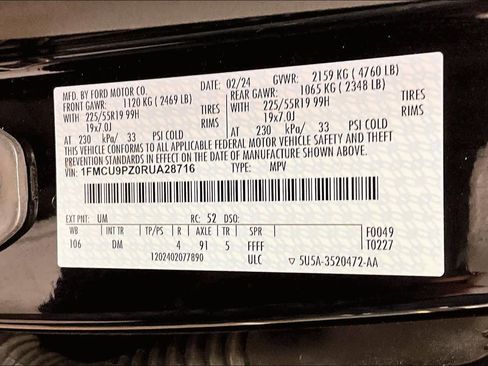 MFD. BY FORD MOTOR CO. DATE: 02/24 GVWR: 2159 KG ( 4760 LB)
FRONT GAWR: 1120 KG ( 2469 LB) REAR GAWR: 1065 KG ( 2348 LB)
WITH 225/55R19 99H TIRES WITH 225/55R19 99H TIRES
19x7.0J RIMS 19x7.0J RIMS
AT 230 kPa/ 33 PSI COLD AT 230 kPa/ 33 PSI COLD
THIS VEHICLE CONFORMS TO ALL APPLICABLE FEDERAL MOTOR VEHICLE SAFETY AND
THEFT PREVENTION STANDARDS IN EFFECT ON THE DATE OF MANUFACTURE SHOWN ABOVE.
VIN: 1FMCU9PZ0RUA28716 TYPE: MPV
EXT PNT: UM RC: 52 DSO:
WB INT TR TP/PS R AXLE TR SPR F0049
106 DM 4 91 5 FFFF T0227
1202402077890 ULC ▽ 5U5A-3520472-AA